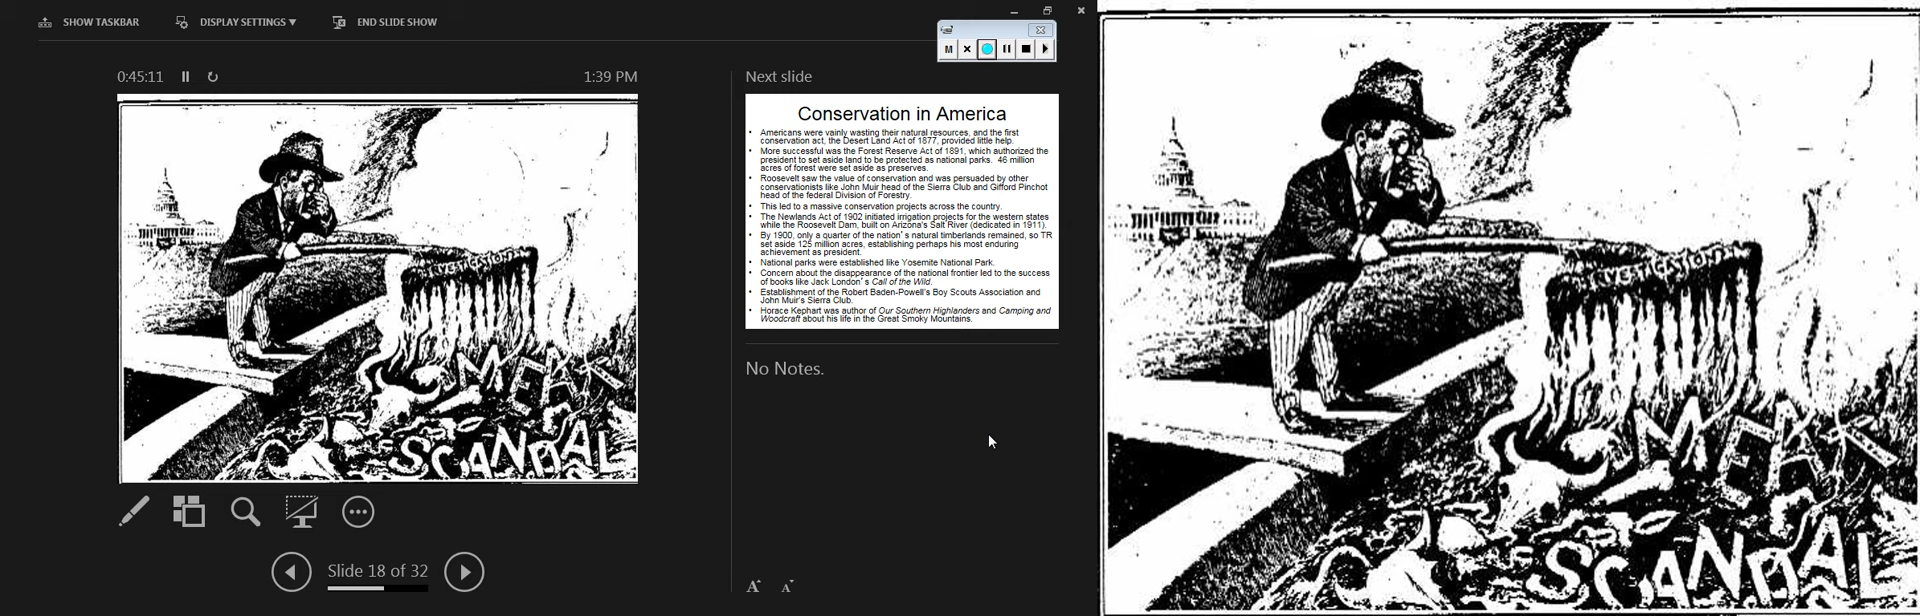 SHOW TASKBAR
DISPLAY SETTINGS ▾
END SLIDE SHOW
M
0:45:11
1:39 PM
Next slide
Conservation in America
• Americans were vainly wasting their natural resources, and the first
conservation act, the Desert Land Act of 1877, provided little help.
• More successful was the Forest Reserve Act of 1891, which authorized the
president to set aside land to be protected as national parks. 46 million
acres of forest were set aside as preserves.
• Roosevelt saw the value of conservation and was persuaded by other
conservationists like John Muir head of the Sierra Club and Gifford Pinchot
head of the federal Division of Forestry.
• This led to a massive conservation projects across the country.
• The Newlands Act of 1902 initiated irrigation projects for the western states
while the Roosevelt Dam, built on Arizona's Salt River (dedicated in 1911).
• By 1900, only a quarter of the nation's natural timberlands remained, so TR
set aside 125 million acres, establishing perhaps his most enduring
achievement as president.
• National parks were established like Yosemite National Park.
• Concern about the disappearance of the national frontier led to the success
of books like Jack London's Call of the Wild.
• Establishment of the Robert Baden-Powell's Boy Scouts Association and
John Muir's Sierra Club.
• Horace Kephart was author of Our Southern Highlanders and Camping and
Woodcraft about his life in the Great Smoky Mountains.
No Notes.
MEAT
SCANDAL
Slide 18 of 32
A A
MEAT
SCANDAL